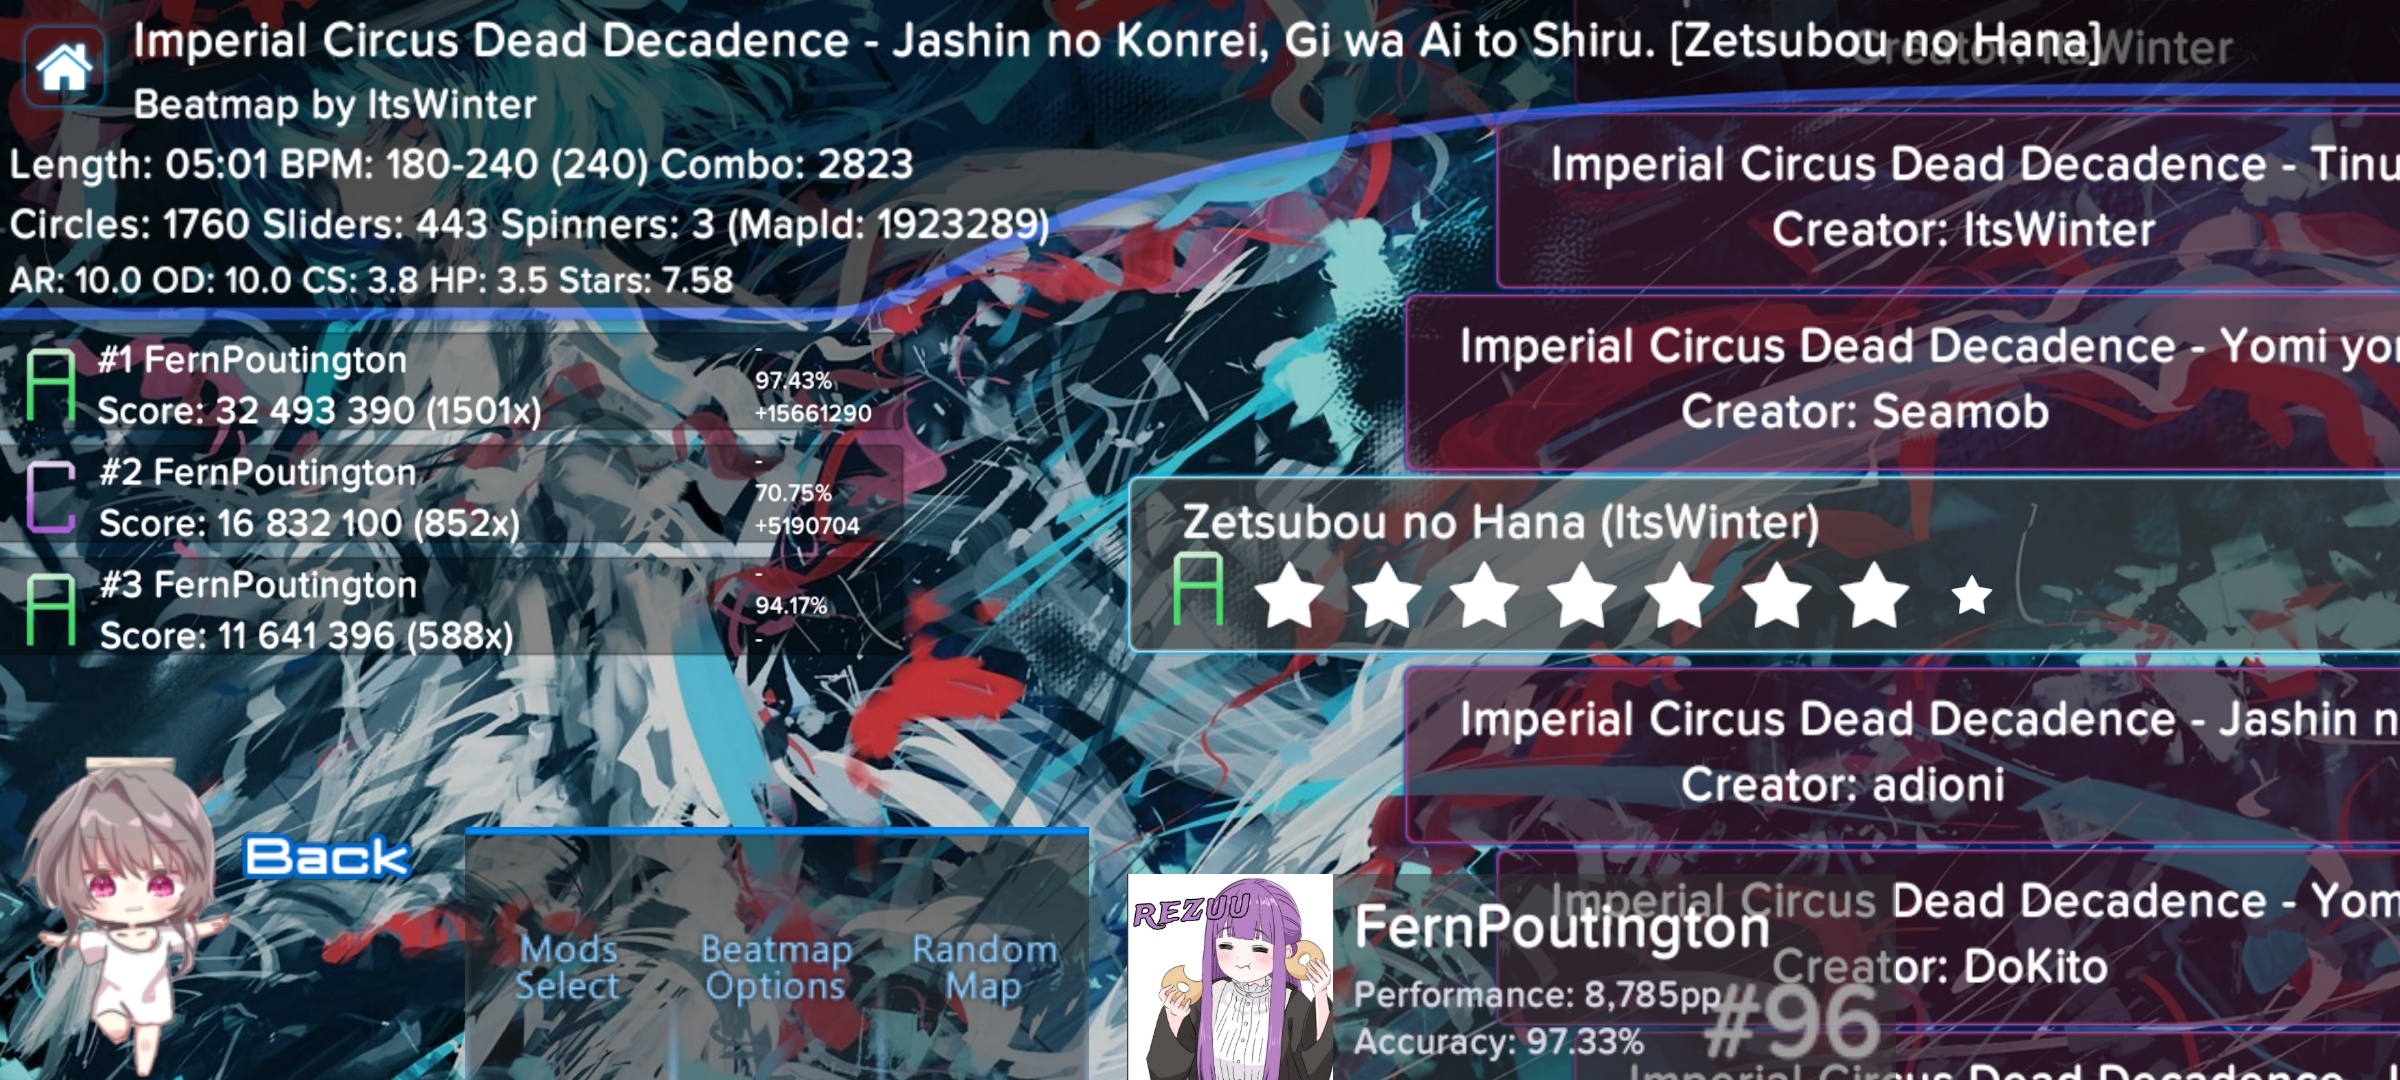 Imperial Circus Dead Decadence - Jashin no Konrei, Gi wa Ai to Shiru. [Zetsubou no Hana]
Creator: ItsWinter
Beatmap by ItsWinter
Length: 05:01 BPM: 180-240 (240) Combo: 2823
Circles: 1760 Sliders: 443 Spinners: 3 (MapId: 1923289)
AR: 10.0 OD: 10.0 CS: 3.8 HP: 3.5 Stars: 7.58
A
#1 FernPoutington
Score: 32 493 390 (1501x)
-
97.43%
+15661290
C
#2 FernPoutington
Score: 16 832 100 (852x)
-
70.75%
+5190704
A
#3 FernPoutington
Score: 11 641 396 (588x)
-
94.17%
-
Imperial Circus Dead Decadence - Tinu
Creator: ItsWinter
Imperial Circus Dead Decadence - Yomi yo
Creator: Seamob
Zetsubou no Hana (ItsWinter)
A
Imperial Circus Dead Decadence - Jashin n
Creator: adioni
Imperial Circus Dead Decadence - Yom
Creator: DoKito
Imperial Circus Dead Decadence -
Back
Mods Select
Beatmap Options
Random Map
REZUU
FernPoutington
Performance: 8,785pp
Accuracy: 97.33%
#96